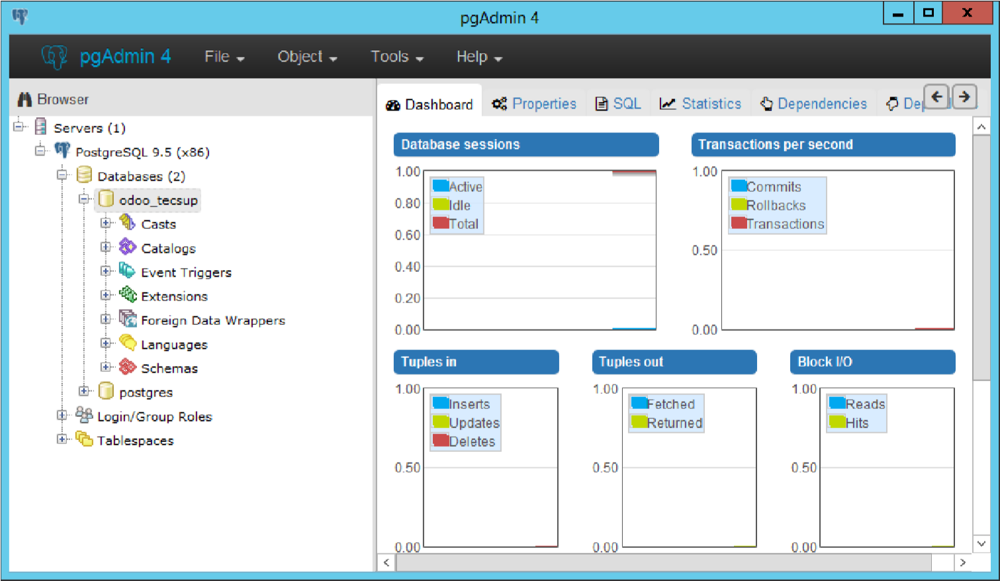 pgAdmin 4
pgAdmin 4 File Object Tools Help
Browser
Servers (1)
PostgreSQL 9.5 (x86)
Databases (2)
odoo_tecsup
Casts
Catalogs
Event Triggers
Extensions
Foreign Data Wrappers
Languages
Schemas
postgres
Login/Group Roles
Tablespaces
Dashboard Properties SQL Statistics Dependencies
Database sessions
1.00
0.80
0.60
0.40
0.20
0.00
Active
Idle
Total
Transactions per second
1.00
0.50
0.00
Commits
Rollbacks
Transactions
Tuples in
1.00
0.50
0.00
Inserts
Updates
Deletes
Tuples out
1.00
0.50
0.00
Fetched
Returned
Block I/O
1.00
0.50
0.00
Reads
Hits